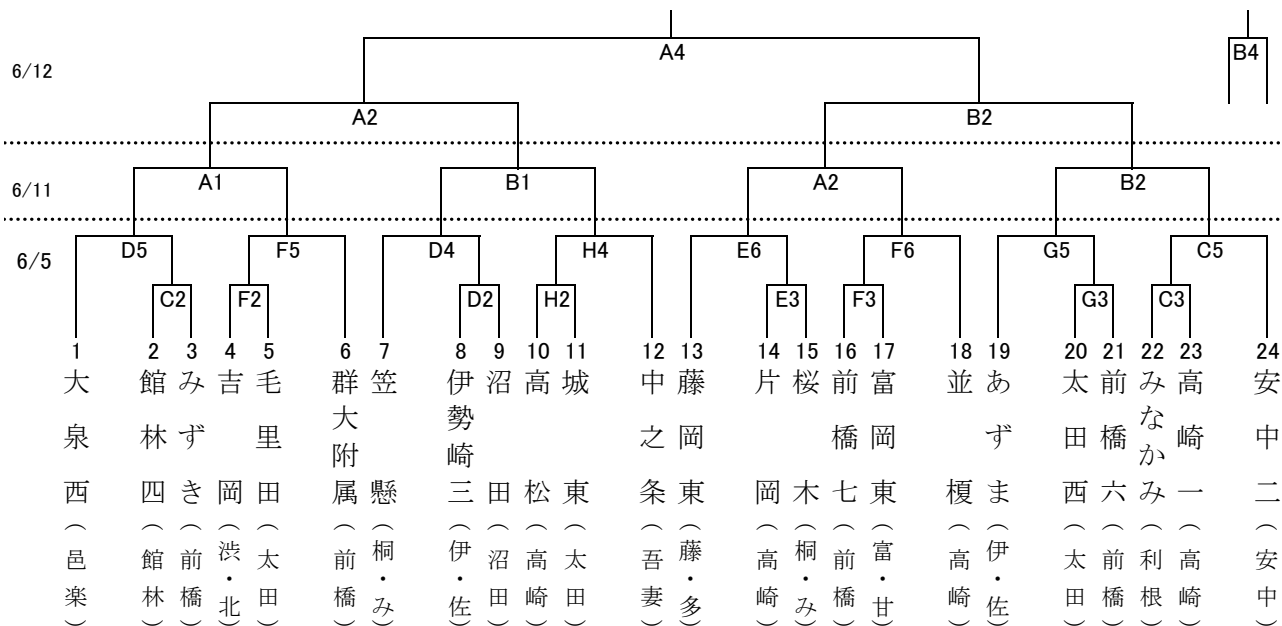 A4
B4
6/12
A2
B2
6/11
A1
B1
A2
B2
6/5
D5
F5
D4
H4
E6
F6
G5
C5
C2
F2
D2
H2
E3
F3
G3
C3
1 大泉西(邑楽)
2 館林四(館林)
3 みずき(前橋)
4 吉岡(渋・北)
5 毛里田(太田)
6 群大附属(前橋)
7 笠懸(桐・み)
8 伊勢崎三(伊・佐)
9 沼田(沼田)
10 高松(高崎)
11 城東(太田)
12 中之条(吾妻)
13 藤岡東(藤・多)
14 片岡(高崎)
15 桜木(桐・み)
16 前橋七(前橋)
17 富岡東(富・甘)
18 並榎(高崎)
19 あずま(伊・佐)
20 太田西(太田)
21 前橋六(前橋)
22 みなかみ(利根)
23 高崎一(高崎)
24 安中二(安中)